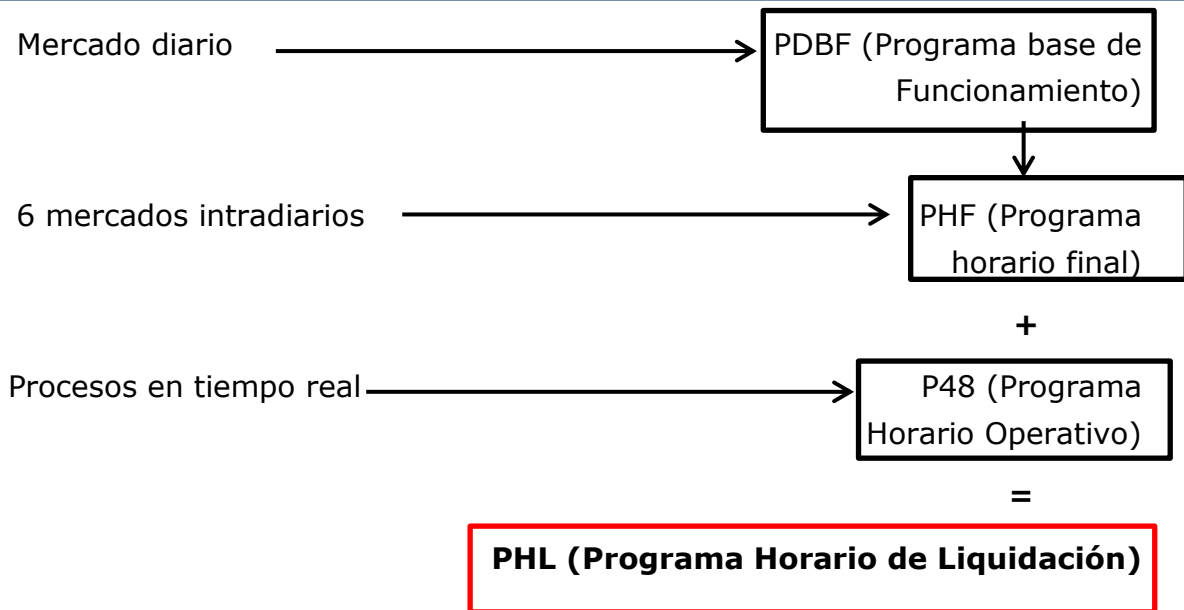 Mercado diario
PDBF (Programa base de
Funcionamiento)
6 mercados intradiarios
PHF (Programa
horario final)
+
Procesos en tiempo real
P48 (Programa
Horario Operativo)
=
PHL (Programa Horario de Liquidación)